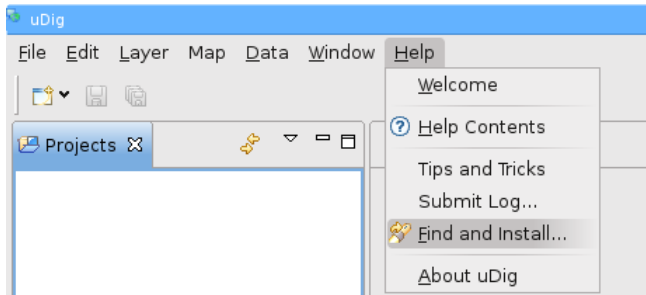 uDig
File Edit Layer Map Data Window Help
Welcome
Help Contents
Projects
Tips and Tricks
Submit Log...
Find and Install...
About uDig